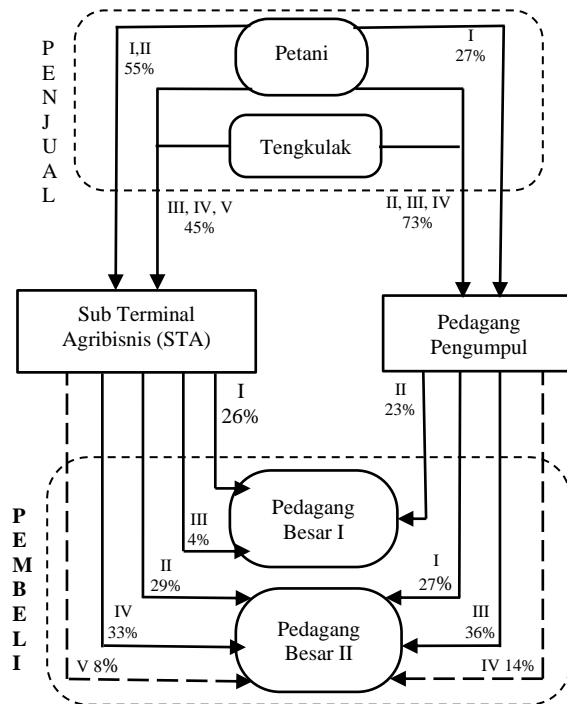 PENJUAL
I,II
55%
Petani
I
27%
Tengkulak
III, IV, V
45%
II, III, IV
73%
Sub Terminal
Agribisnis (STA)
Pedagang
Pengumpul
I
26%
II
23%
PEMBELI
Pedagang
Besar I
III
4%
II
29%
I
27%
IV
33%
Pedagang
Besar II
III
36%
V 8%
IV 14%